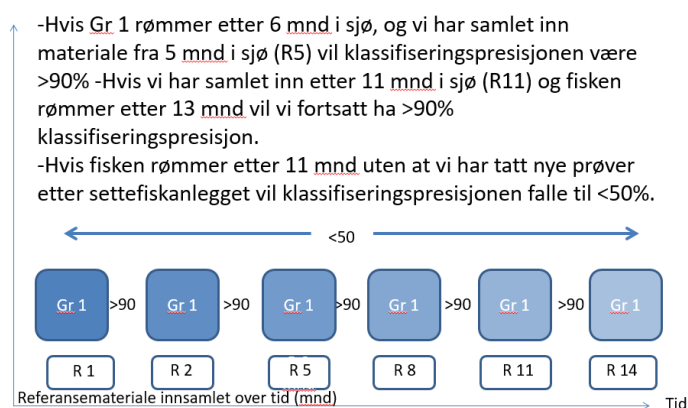 -Hvis Gr 1 rømmer etter 6 mnd i sjø, og vi har samlet inn
materiale fra 5 mnd i sjø (R5) vil klassifiseringspresisjonen være
>90% -Hvis vi har samlet inn etter 11 mnd i sjø (R11) og fisken
rømmer etter 13 mnd vil vi fortsatt ha >90%
klassifiseringspresisjon.
-Hvis fisken rømmer etter 11 mnd uten at vi har tatt nye prøver
etter settefiskanlegget vil klassifiseringspresisjonen falle til <50%.
<50
Gr 1 >90 Gr 1 >90 Gr 1 >90 Gr 1 >90 Gr 1 >90 Gr 1
R 1 R 2 R 5 R 8 R 11 R 14
Referansemateriale innsamlet over tid (mnd)
Tid